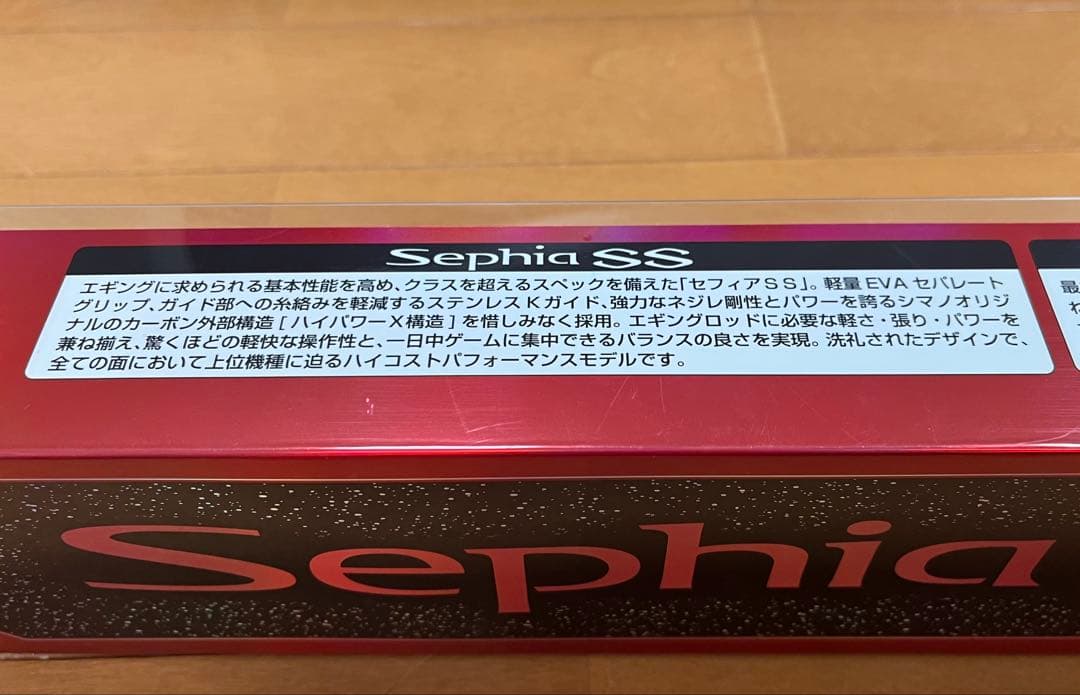 Sephia SS
エギングに求められる基本性能を高め、クラスを超えるスペックを備えた「セフィアSS」。軽量EVAセパレート
グリップ、ガイド部への糸絡みを軽減するステンレスKガイド、強力なネジレ剛性とパワーを誇るシマノオリジ
ナルのカーボン外部構造[ハイパワーX構造]を惜しみなく採用。エギングロッドに必要な軽さ・張り・パワーを
兼ね揃え、驚くほどの軽快な操作性と、一日中ゲームに集中できるバランスの良さを実現。洗礼されたデザインで、
全ての面において上位機種に迫るハイコストパフォーマンスモデルです。
最
ね
Sephia